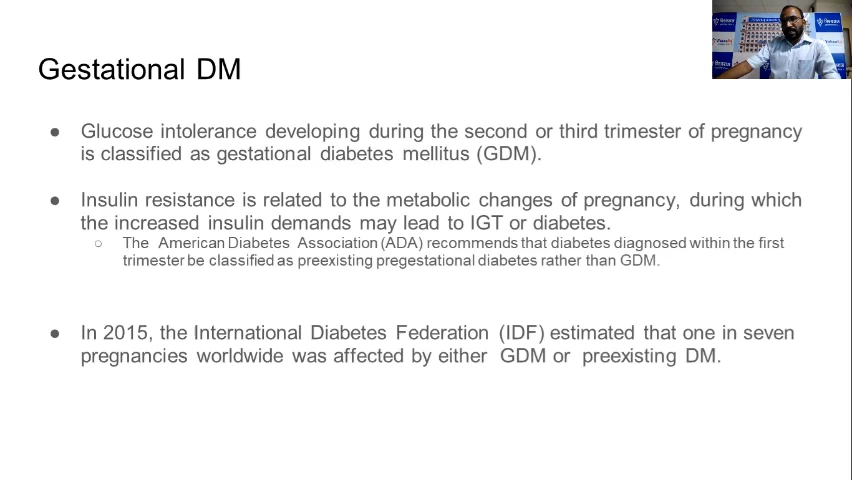 Gestational DM
● Glucose intolerance developing during the second or third trimester of pregnancy
is classified as gestational diabetes mellitus (GDM).
● Insulin resistance is related to the metabolic changes of pregnancy, during which
the increased insulin demands may lead to IGT or diabetes.
○ The American Diabetes Association (ADA) recommends that diabetes diagnosed within the first
trimester be classified as preexisting pregestational diabetes rather than GDM.
● In 2015, the International Diabetes Federation (IDF) estimated that one in seven
pregnancies worldwide was affected by either GDM or preexisting DM.